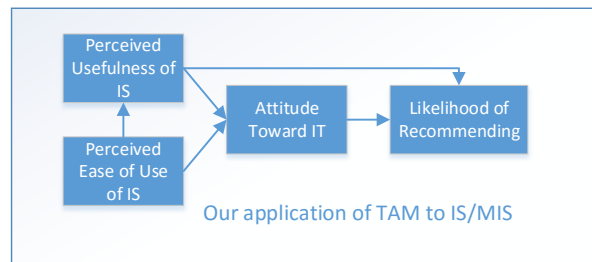 Perceived
Usefulness of
IS
Attitude
Toward IT
Likelihood of
Recommending
Perceived
Ease of Use
of IS
Our application of TAM to IS/MIS